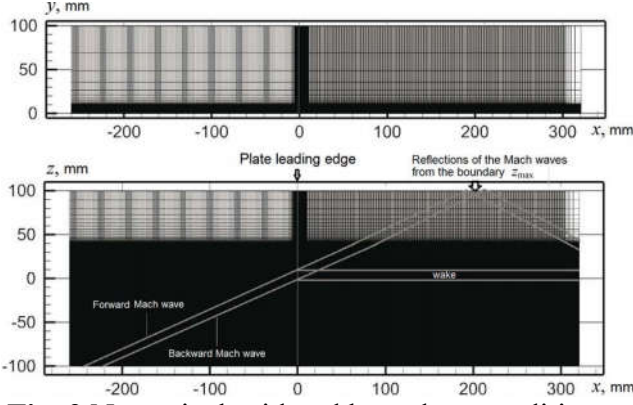 y, mm
100
50
0
-200 -100 0 100 200 300 x, mm
Plate leading edge
Reflections of the Mach waves
from the boundary zmax
z, mm
100
50
0
-50
-100
wake
Forward Mach wave
Backward Mach wave
-200 -100 0 100 200 300 x, mm